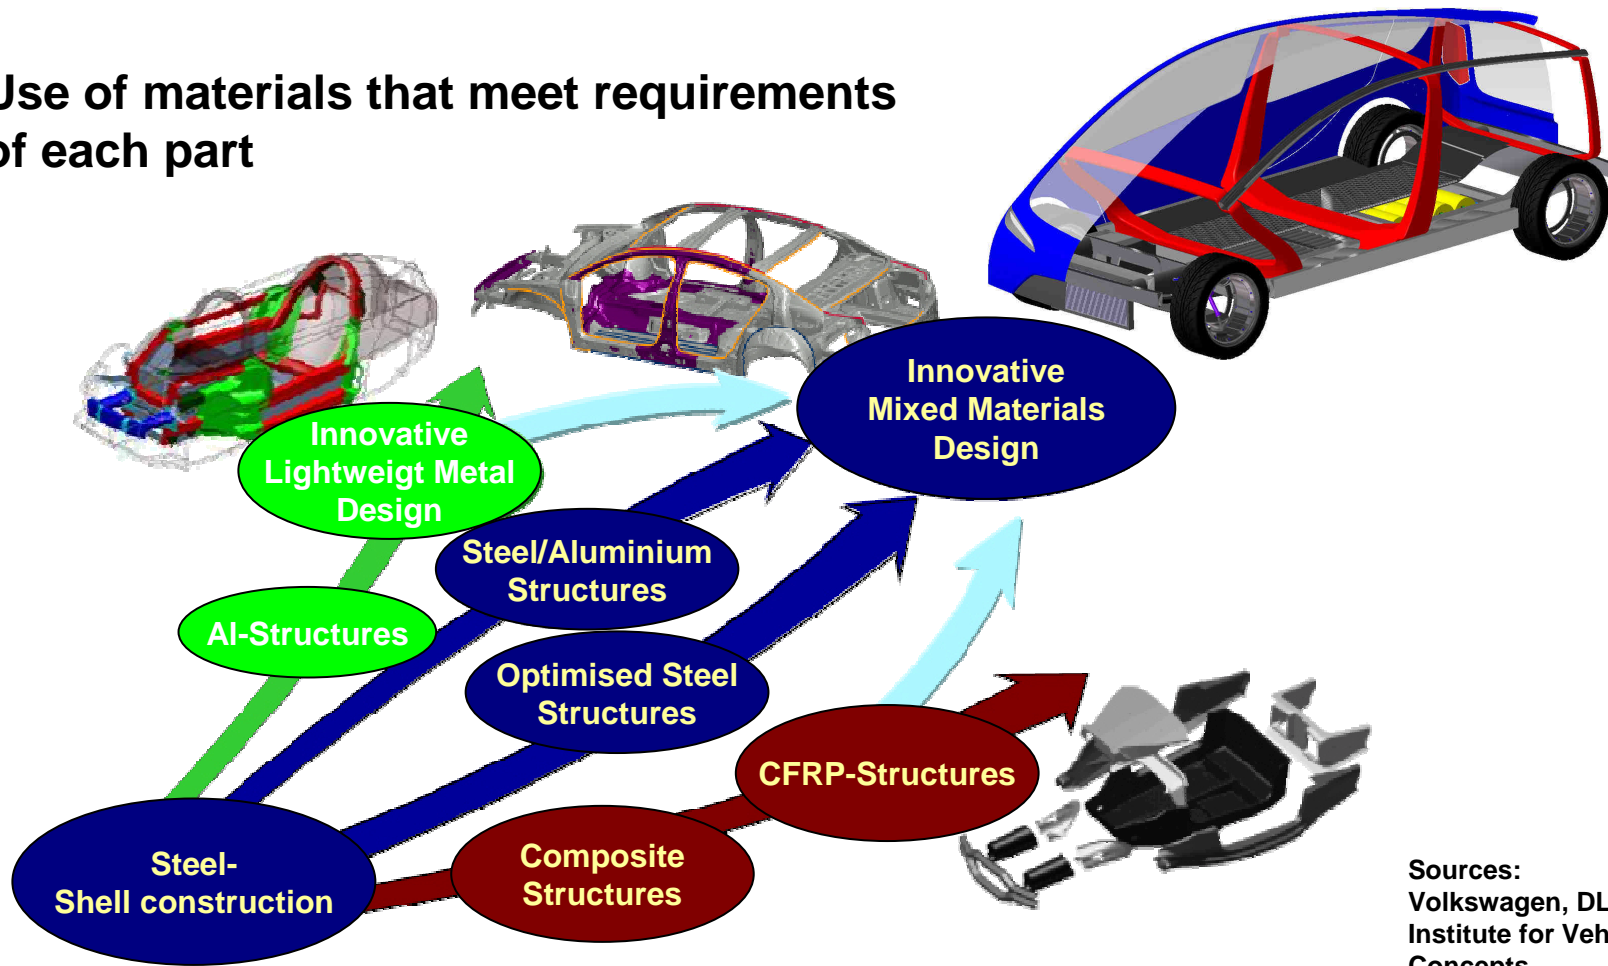 Use of materials that meet requirements
of each part
Innovative
Mixed Materials
Design
Innovative
Lightweigt Metal
Design
Steel/Aluminium
Structures
Al-Structures
Optimised Steel
Structures
CFRP-Structures
Composite
Structures
Steel-
Shell construction
Sources:
Volkswagen, DL
Institute for Veh
Concepts